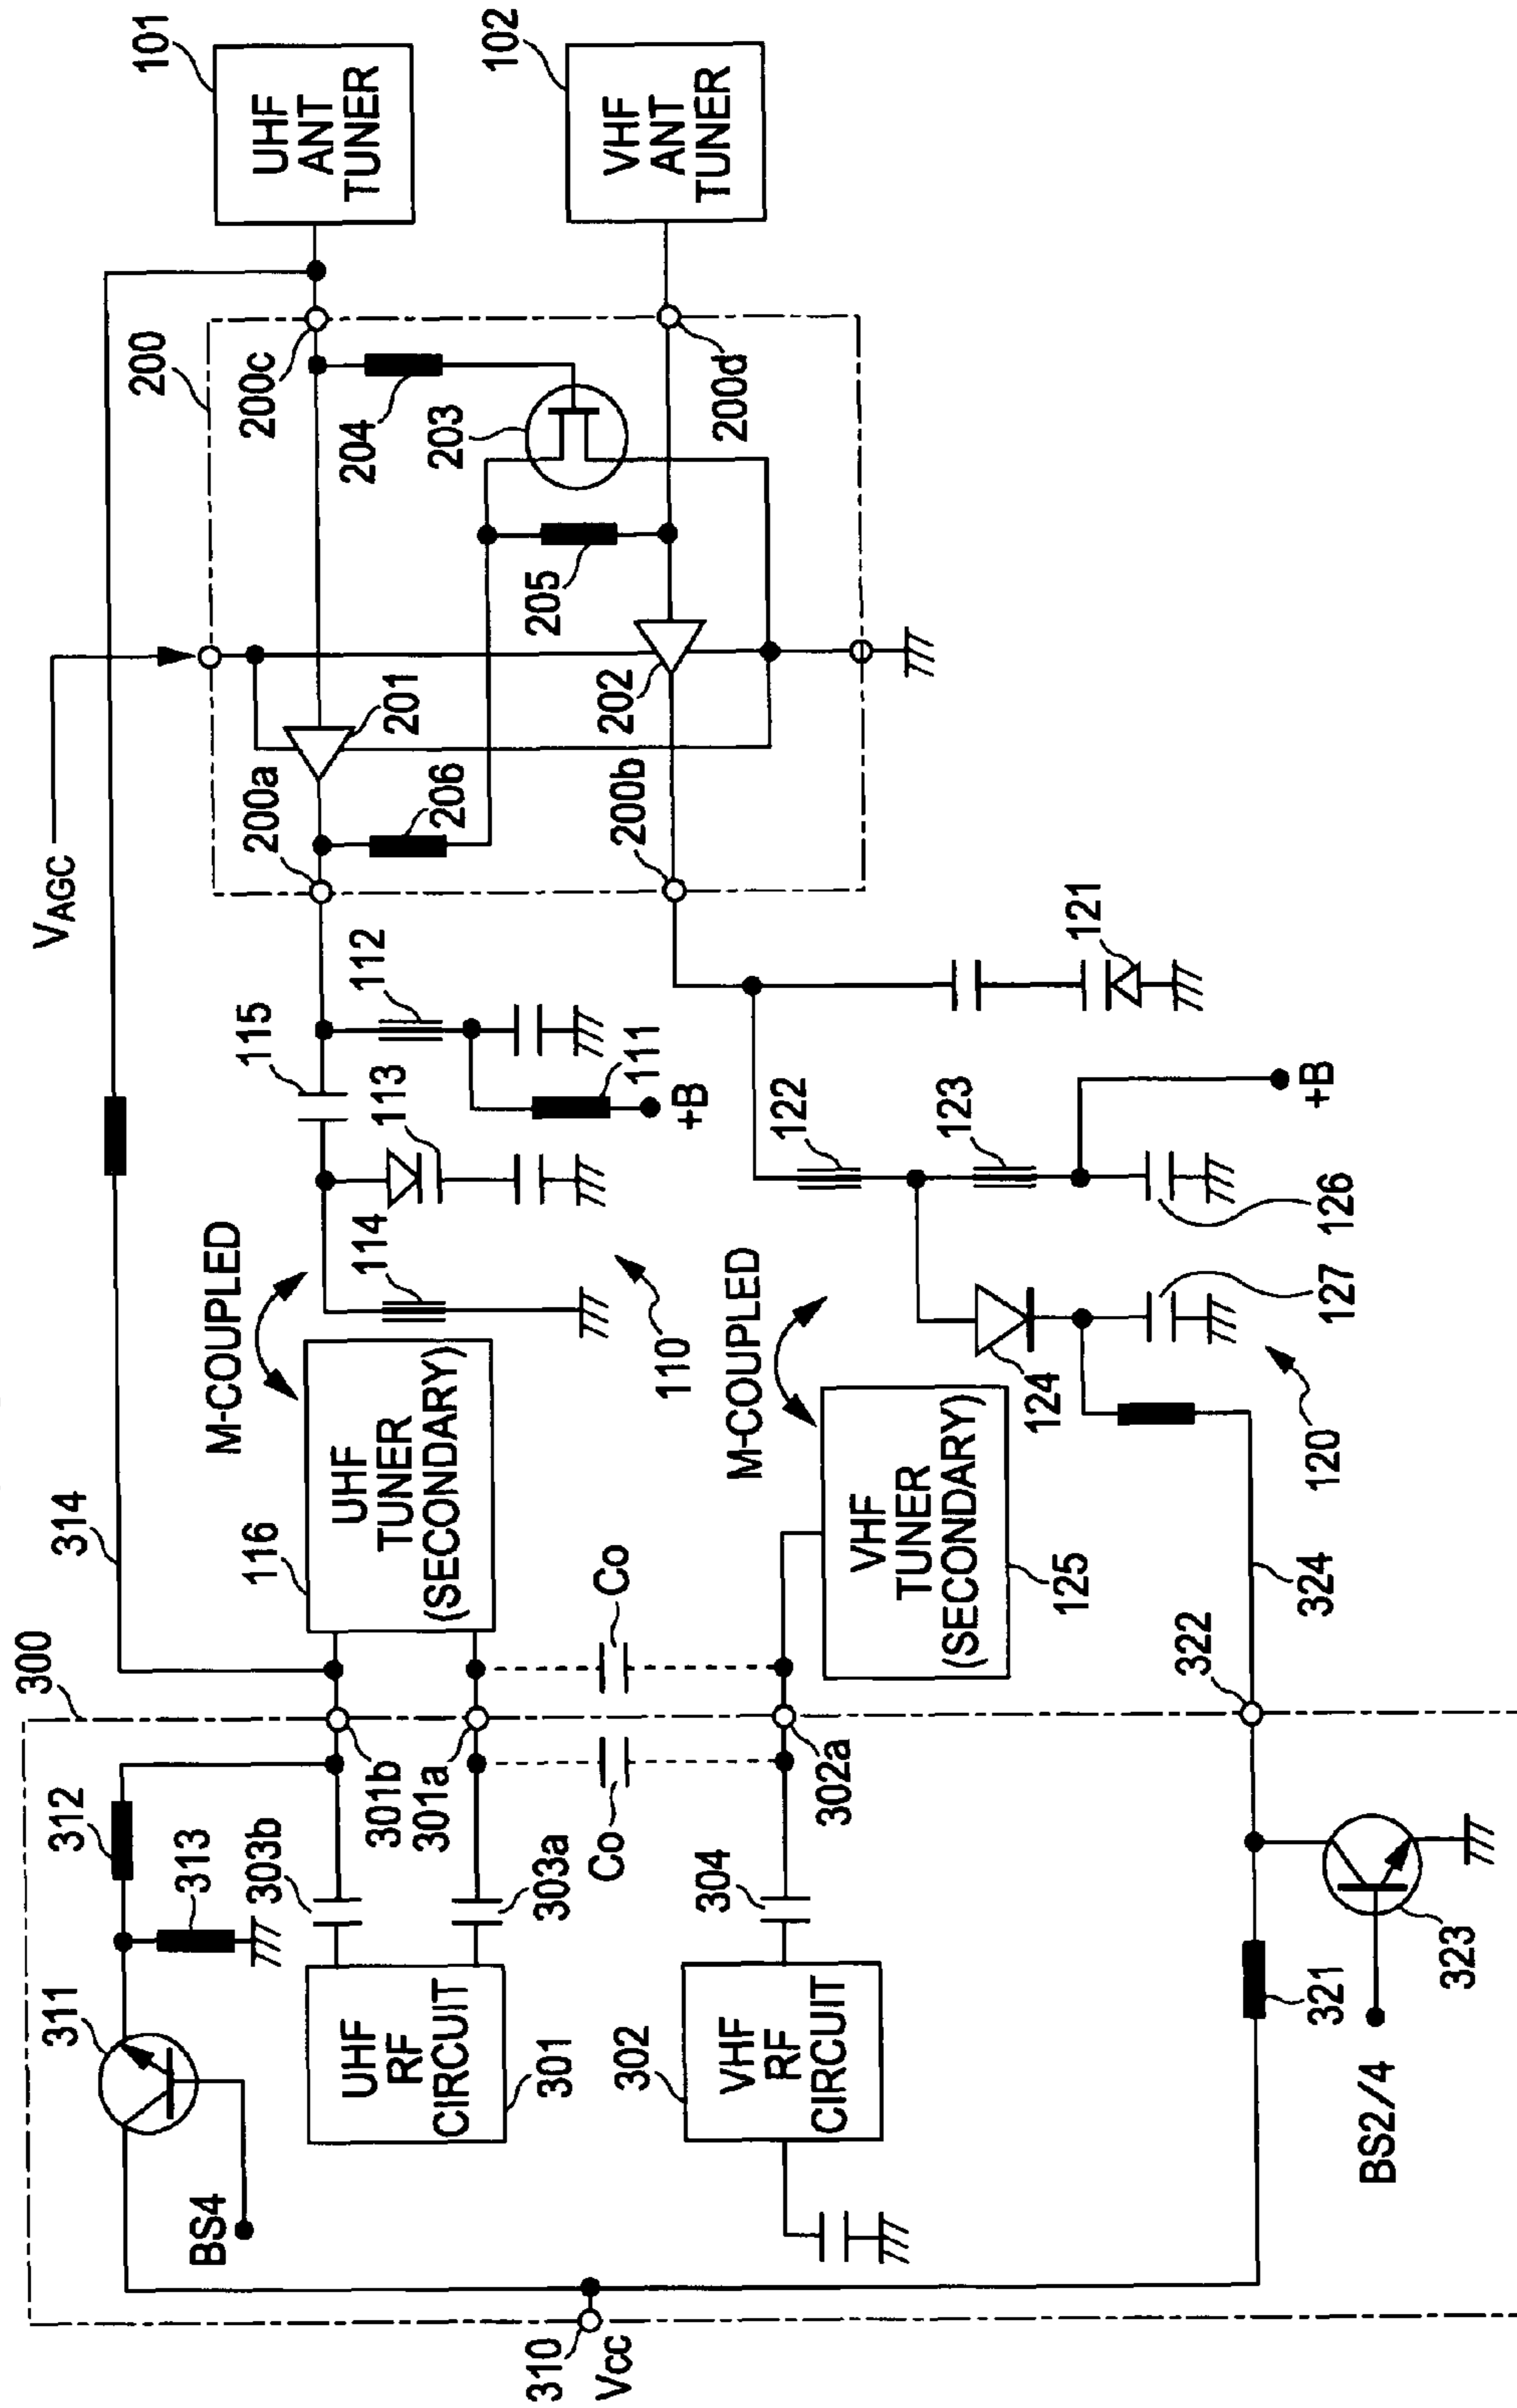 101
UHF
ANT
TUNER
102
VHF
ANT
TUNER
200
200c
204
203
200d
205
VAGC
201
202
200a
206
200b
115
112
113
111
+B
114
M-COUPLED
110
121
122
123
+B
126
127
M-COUPLED
124
120
314
116
UHF
TUNER
(SECONDARY)
VHF
TUNER
(SECONDARY)
125
324
322
300
Co
Co
312
313
303b
301b
301a
303a
302a
304
311
BS4
UHF
RF
CIRCUIT
301
302
VHF
RF
CIRCUIT
321
323
BS2/4
310
Vcc